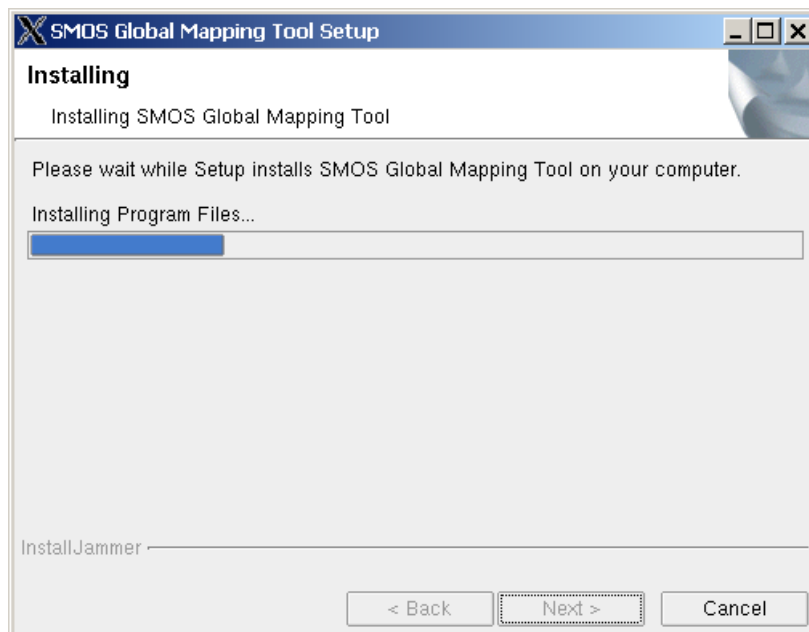 SMOS Global Mapping Tool Setup
Installing
Installing SMOS Global Mapping Tool
Please wait while Setup installs SMOS Global Mapping Tool on your computer.
Installing Program Files...
InstallJammer
< Back Next > Cancel